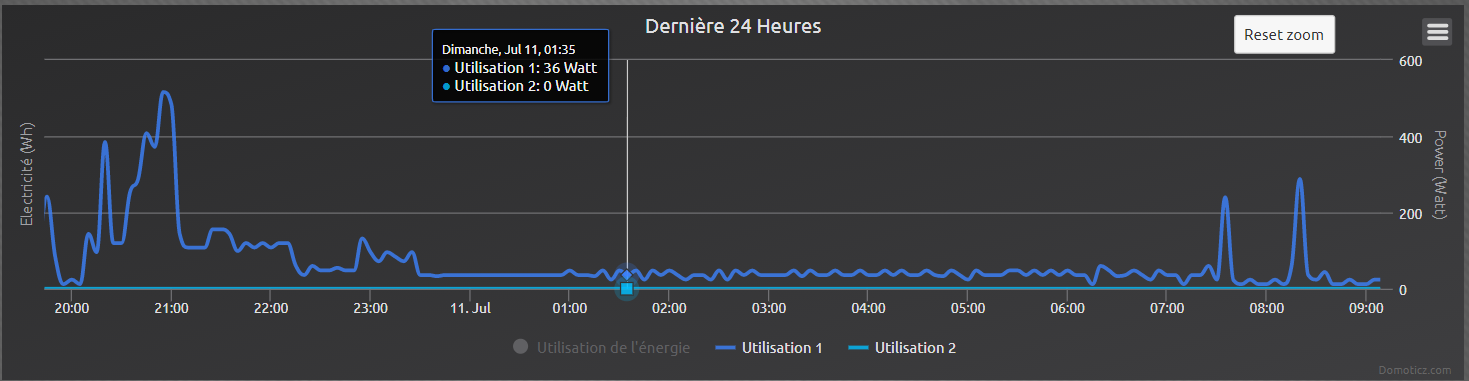 Dernière 24 Heures
Reset zoom
Dimanche, Jul 11, 01:35
Utilisation 1: 36 Watt
Utilisation 2: 0 Watt
Electricité (Wh)
600
400
200
0
Power (Watt)
20:00 21:00 22:00 23:00 11. Jul 01:00 02:00 03:00 04:00 05:00 06:00 07:00 08:00 09:00
Utilisation de l'énergie Utilisation 1 Utilisation 2
Domoticz.com